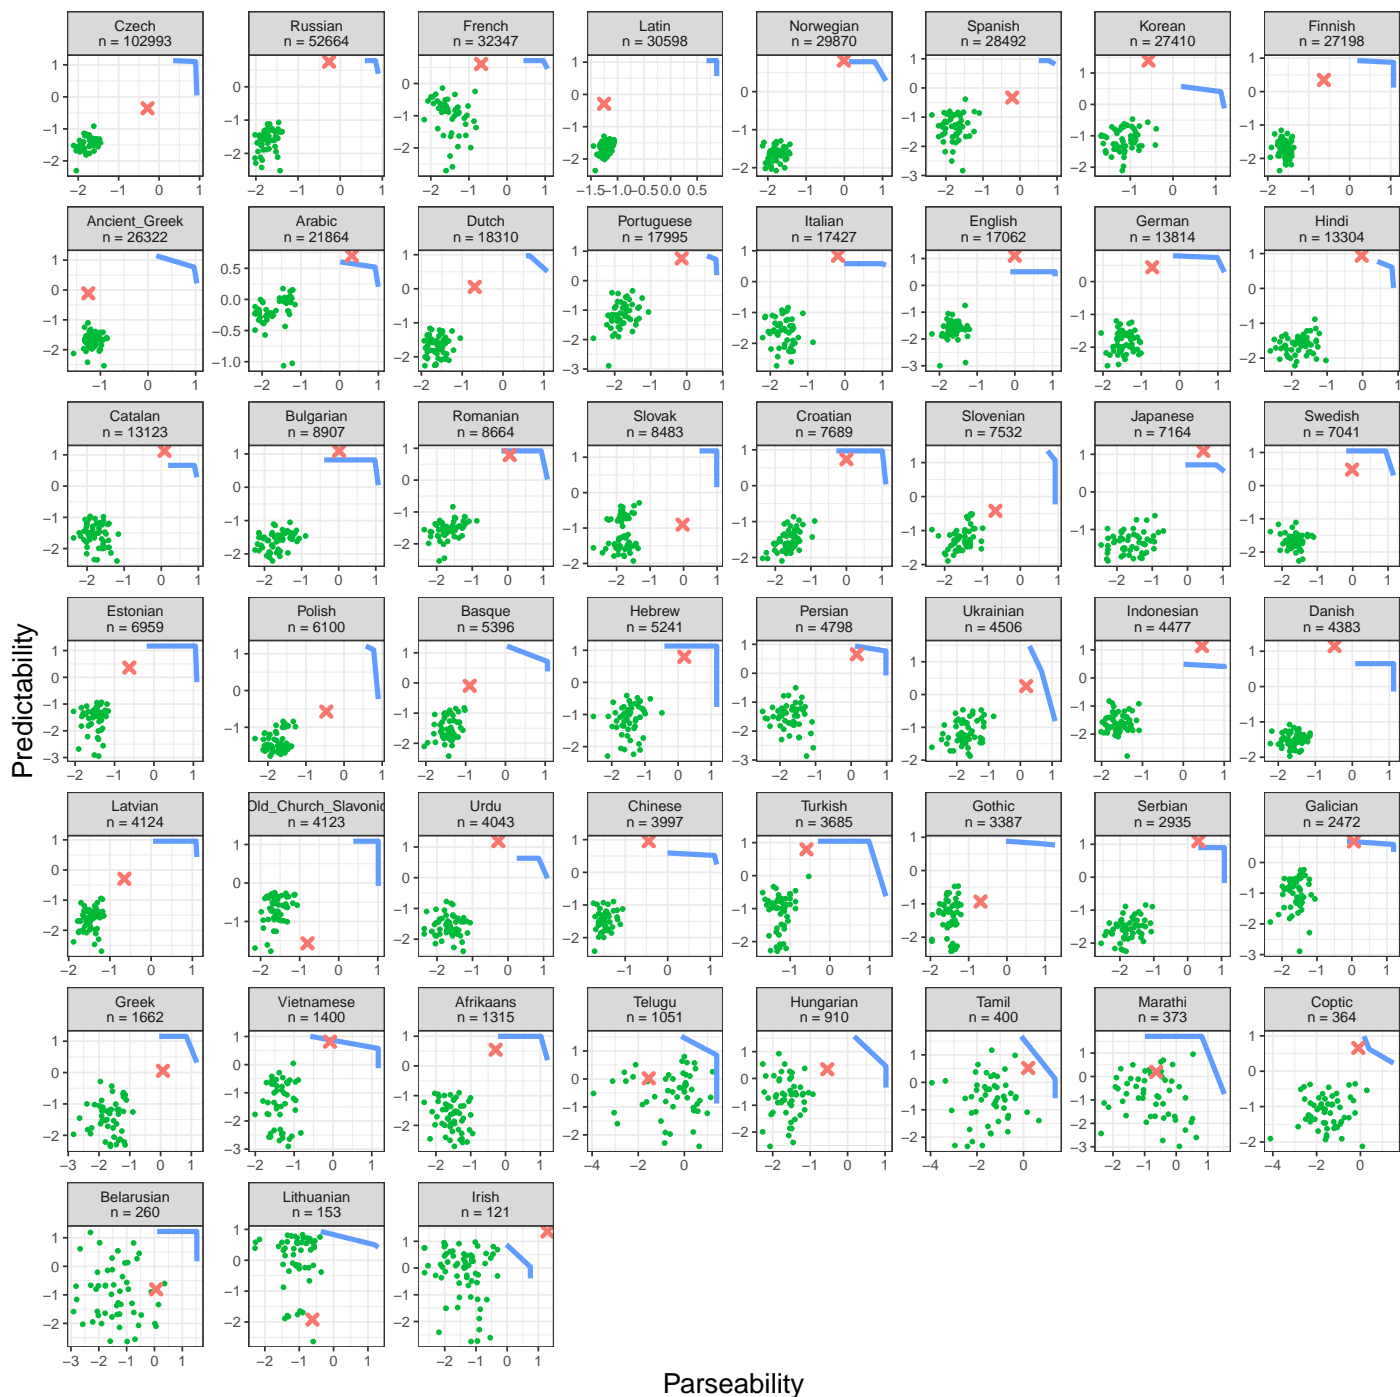 Czech
n = 102993
Russian
n = 52664
French
n = 32347
Latin
n = 30598
Norwegian
n = 29870
Spanish
n = 28492
Korean
n = 27410
Finnish
n = 27198
Ancient_Greek
n = 26322
Arabic
n = 21864
Dutch
n = 18310
Portuguese
n = 17995
Italian
n = 17427
English
n = 17062
German
n = 13814
Hindi
n = 13304
Catalan
n = 13123
Bulgarian
n = 8907
Romanian
n = 8664
Slovak
n = 8483
Croatian
n = 7689
Slovenian
n = 7532
Japanese
n = 7164
Swedish
n = 7041
Estonian
n = 6959
Polish
n = 6100
Basque
n = 5396
Hebrew
n = 5241
Persian
n = 4798
Ukrainian
n = 4506
Indonesian
n = 4477
Danish
n = 4383
Latvian
n = 4124
Old_Church_Slavonic
n = 4123
Urdu
n = 4043
Chinese
n = 3997
Turkish
n = 3685
Gothic
n = 3387
Serbian
n = 2935
Galician
n = 2472
Greek
n = 1662
Vietnamese
n = 1400
Afrikaans
n = 1315
Telugu
n = 1051
Hungarian
n = 910
Tamil
n = 400
Marathi
n = 373
Coptic
n = 364
Belarusian
n = 260
Lithuanian
n = 153
Irish
n = 121
Predictability
Parseability